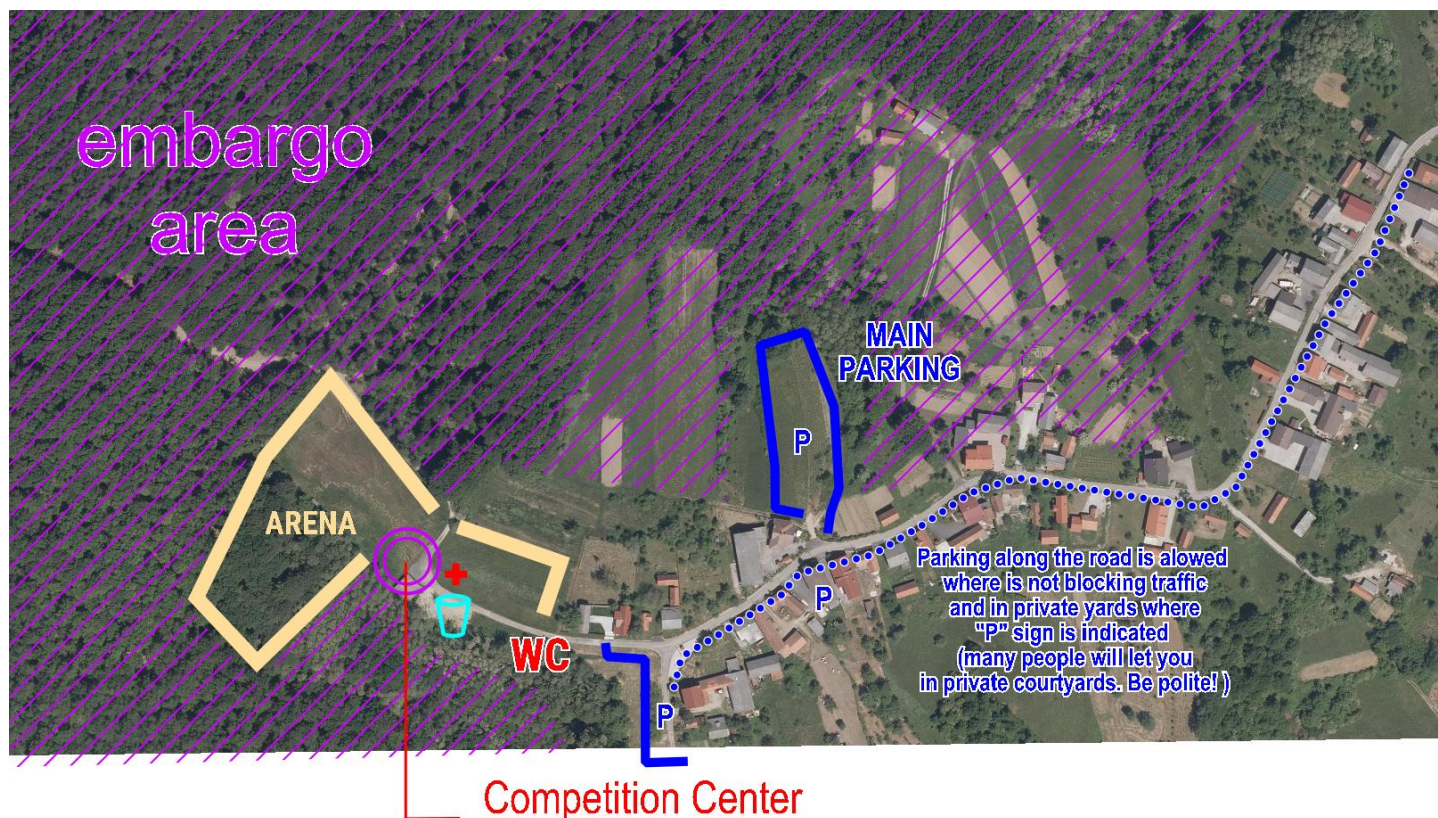 embargo
area
MAIN
PARKING
P
ARENA
Parking along the road is alowed
where is not blocking traffic
and in private yards where
"P" sign is indicated
(many people will let you
in private courtyards. Be polite! )
P
WC
P
Competition Center